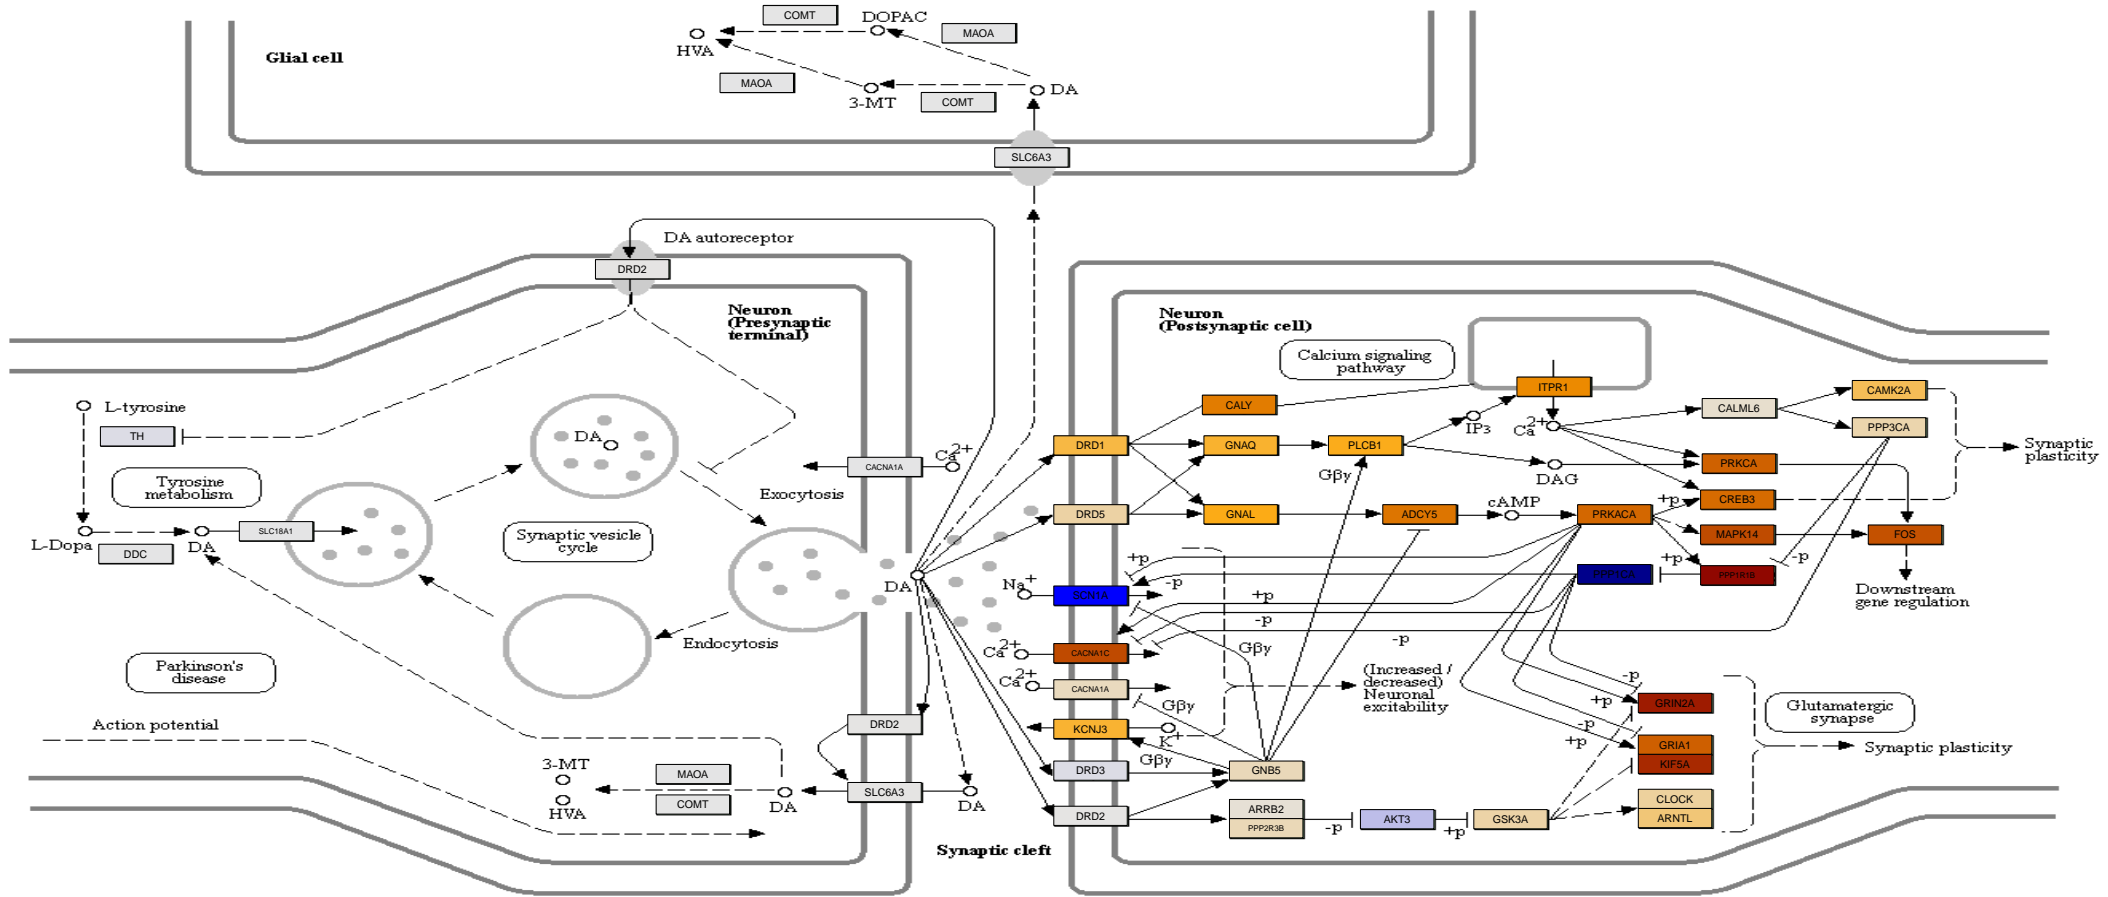 COMT
DOPAC
MAOA
HVA
Glial cell
MAOA
3-MT
COMT
DA
SLC6A3
DA autoreceptor
DRD2
Neuron
(Presynaptic
terminal)
Neuron
(Postsynaptic cell)
Calcium signaling
pathway
ITPR1
CAMK2A
L-tyrosine
CALY
CALML6
IP3
Ca2+
PPP3CA
TH
DA
DRD1
GNAQ
PLCB1
Synaptic
plasticity
CACNA1A
Ca2+
Gβγ
DAG
PRKCA
Tyrosine
metabolism
Exocytosis
cAMP
+p
CREB3
DRD5
GNAL
ADCY5
PRKACA
SLC18A1
L-Dopa
DA
DDC
Synaptic vesicle
cycle
MAPK14
FOS
+p
-p
+p
-p
PPP1CA
PPP1R1B
DA
Na+
SCN1A
Downstream
gene regulation
+p
-p
-p
Endocytosis
Ca2+
CACNA1C
Gβγ
Parkinson's
disease
Ca2+
CACNA1A
(Increased /
decreased)
Neuronal
excitability
-p
+p
GRIN2A
Glutamatergic
synapse
Gβγ
Action potential
DRD2
KCNJ3
K+
-p
+p
GRIA1
Synaptic plasticity
KIF5A
Gβγ
3-MT
MAOA
DRD3
GNB5
HVA
COMT
DA
SLC6A3
DA
CLOCK
ARNTL
DRD2
ARRB2
PPP2R3B
-p
AKT3
+p
GSK3A
Synaptic cleft